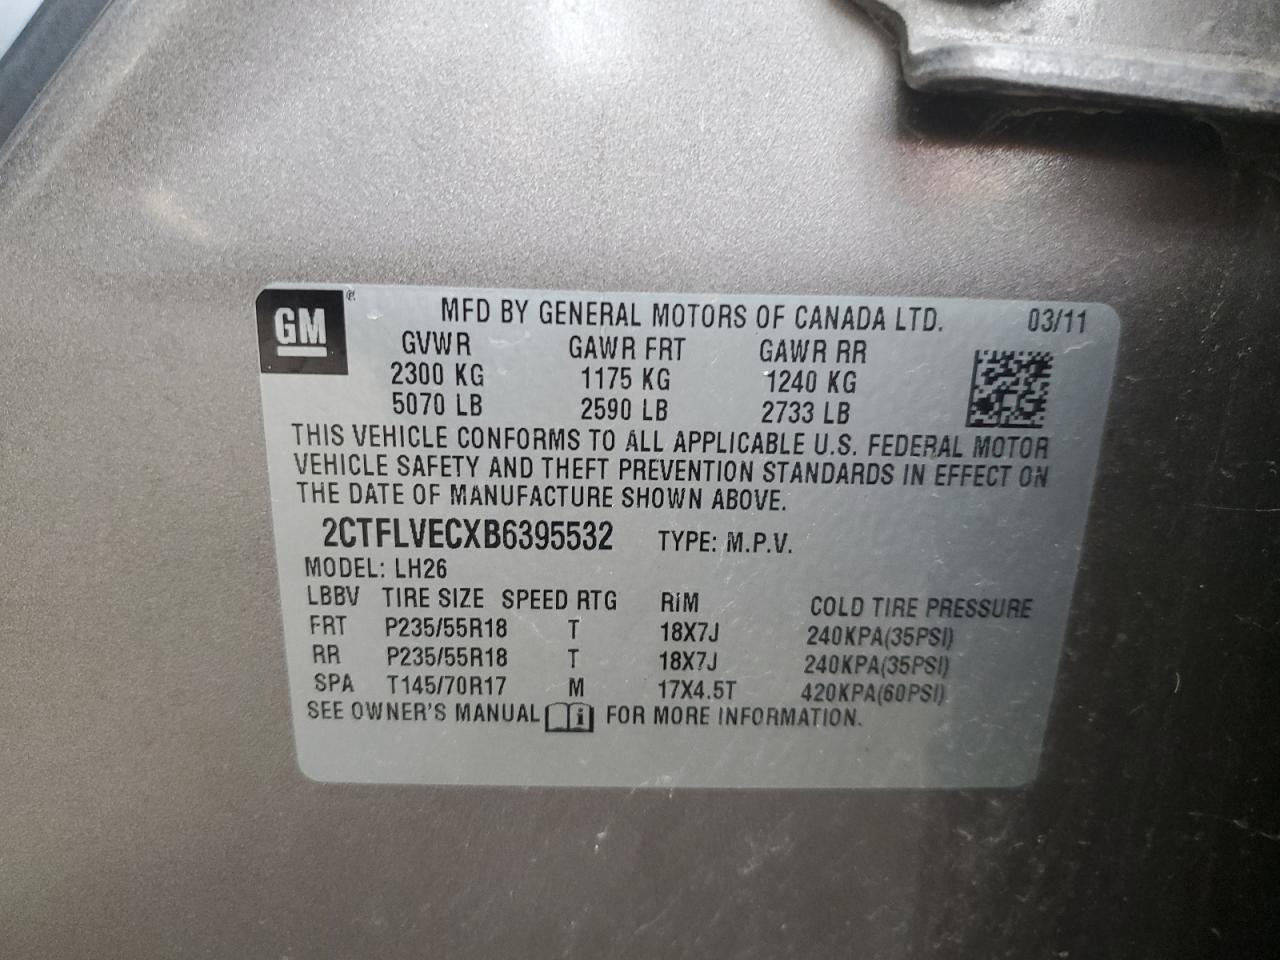 GM
MFD BY GENERAL MOTORS OF CANADA LTD. 03/11
GVWR GAWR FRT GAWR RR
2300 KG 1175 KG 1240 KG
5070 LB 2590 LB 2733 LB
THIS VEHICLE CONFORMS TO ALL APPLICABLE U.S. FEDERAL MOTOR
VEHICLE SAFETY AND THEFT PREVENTION STANDARDS IN EFFECT ON
THE DATE OF MANUFACTURE SHOWN ABOVE.
2CTFLVECXB6395532 TYPE: M.P.V.
MODEL: LH26
LBBV TIRE SIZE SPEED RTG RIM COLD TIRE PRESSURE
FRT P235/55R18 T 18X7J 240KPA(35PSI)
RR P235/55R18 T 18X7J 240KPA(35PSI)
SPA T145/70R17 M 17X4.5T 420KPA(60PSI)
SEE OWNER'S MANUAL i FOR MORE INFORMATION.